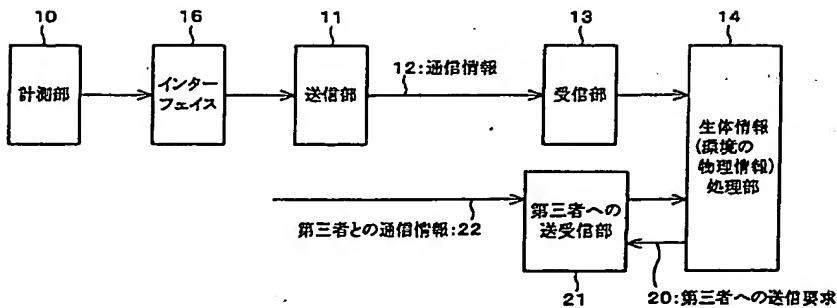 10
16
11
13
14
計測部
インター
フェイス
送信部
12:通信情報
受信部
生体情報
(環境の
物理情報)
処理部
第三者との通信情報:22
第三者への
送受信部
21
20:第三者への送信要求